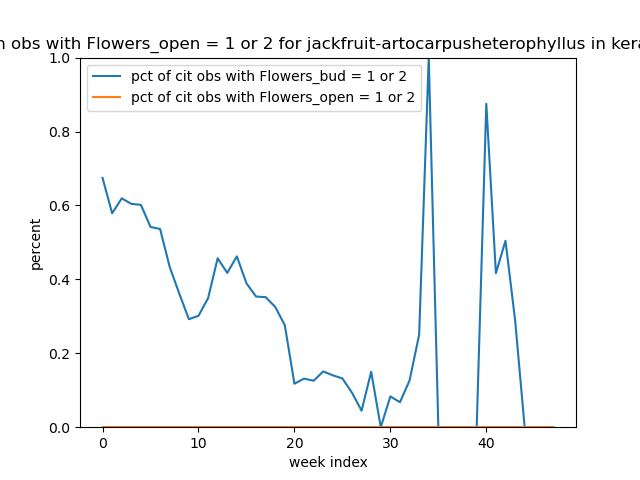 obs with Flowers_open = 1 or 2 for jackfruit-artocarpusheterophyllus in
pct of cit obs with Flowers_bud = 1 or 2
pct of cit obs with Flowers_open = 1 or 2
1.0
0.8
0.6
0.4
0.2
0.0
percent
0 10 20 30 40
week index